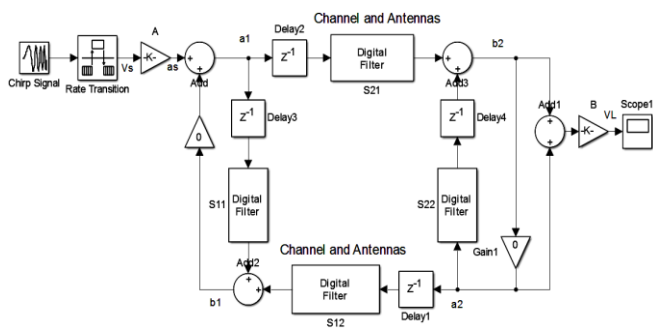 Channel and Antennas
A
a1
Delay2
b2
-K-
Z-1
Digital
Filter
Chirp Signal
Rate Transition
Vs
as
Add
S21
Add3
Add1
B
VL
Scope1
-K-
0
Z-1
Delay3
Z-1
Delay4
S11
Digital
Filter
S22
Digital
Filter
Gain1
0
Channel and Antennas
Add2
b1
Digital
Filter
S12
Z-1
Delay1
a2